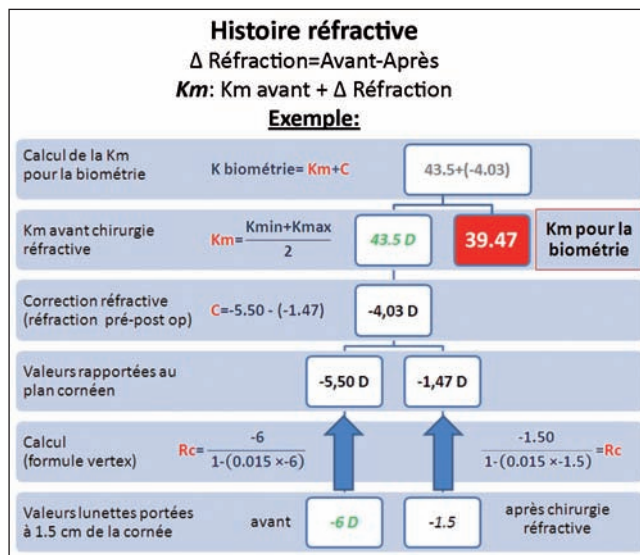 Histoire réfractive
Δ Réfraction=Avant-Après
Km: Km avant + Δ Réfraction
Exemple:
Calcul de la Km
pour la biométrie
K biométrie= Km+C
43.5+(-4.03)
Km avant chirurgie
réfractive
Km= Kmin+Kmax
2
43.5 D
39.47
Km pour la
biométrie
Correction réfractive
(réfraction pré-post op)
C=-5.50 - (-1.47)
-4,03 D
Valeurs rapportées au
plan cornéen
-5,50 D
-1,47 D
Calcul
(formule vertex)
Rc= -6
1-(0.015 ×-6)
-1.50
1-(0.015 ×-1.5) =Rc
Valeurs lunettes portées
à 1.5 cm de la cornée
avant
-6 D
-1.5
après chirurgie
réfractive